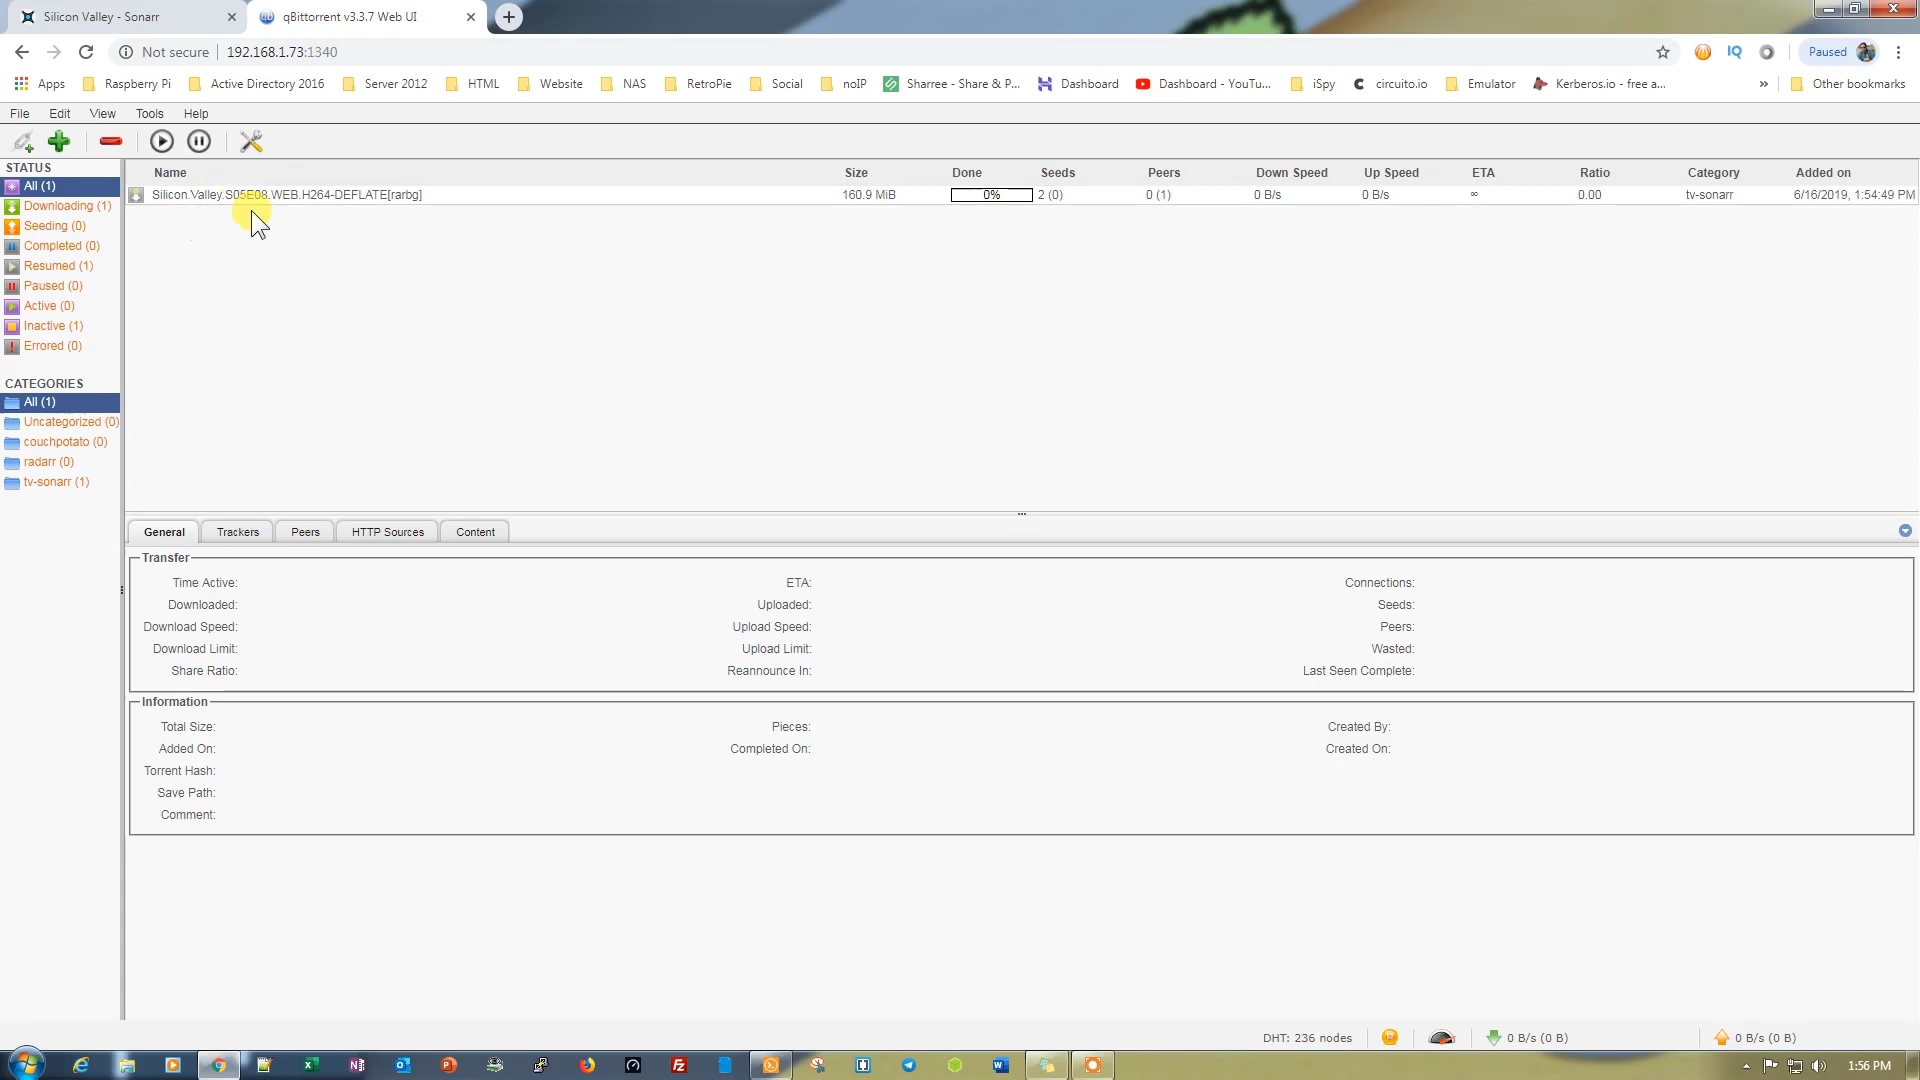 Silicon Valley - Sonarr
qBittorrent v3.3.7 Web UI
Not secure
192.168.1.73:1340
IQ
Paused
Apps
Raspberry Pi
Active Directory 2016
Server 2012
HTML
Website
NAS
RetroPie
Social
noIP
Sharree - Share & P...
Dashboard
Dashboard - YouTu...
iSpy
circuito.io
Emulator
Kerberos.io - free a...
»
Other bookmarks
File
Edit
View
Tools
Help
STATUS
All (1)
Downloading (1)
Seeding (0)
Completed (0)
Resumed (1)
Paused (0)
Active (0)
Inactive (1)
Errored (0)
CATEGORIES
All (1)
Uncategorized (0)
couchpotato (0)
radarr (0)
tv-sonarr (1)
Name Size Done Seeds Peers Down Speed Up Speed ETA Ratio Category Added on
Silicon.Valley.S05E08.WEB.H264-DEFLATE[rarbg] 160.9 MiB 0% 2 (0) 0 (1) 0 B/s 0 B/s ∞ 0.00 tv-sonarr 6/16/2019, 1:54:49 PM
General
Trackers
Peers
HTTP Sources
Content
Transfer
Time Active: ETA: Connections:
Downloaded: Uploaded: Seeds:
Download Speed: Upload Speed: Peers:
Download Limit: Upload Limit: Wasted:
Share Ratio: Reannounce In: Last Seen Complete:
Information
Total Size: Pieces: Created By:
Added On: Completed On: Created On:
Torrent Hash:
Save Path:
Comment:
DHT: 236 nodes
0 B/s (0 B)
0 B/s (0 B)
1:56 PM